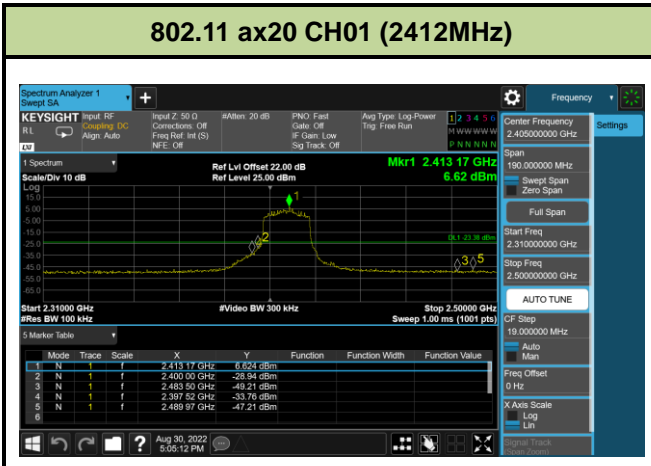 802.11 ax20 CH01 (2412MHz)
Spectrum Analyzer 1
Swept SA
+
Frequency
KEYSIGHT Input: RF Input Z: 50 Ω #Atten: 20 dB PNO: Fast Avg Type: Log-Power 1 2 3 4 5 6
RL Coupling: DC Corrections: Off Gate: Off Trig: Free Run M W W W W W
Align: Auto Freq Ref: Int (S) IF Gain: Low P N N N N N
LXI NFE: Off Sig Track: Off
Center Frequency
2.405000000 GHz
Settings
1 Spectrum
Scale/Div 10 dB
Ref Lvl Offset 22.00 dB
Ref Level 25.00 dBm
Mkr1 2.413 17 GHz
6.62 dBm
Log
15.0
5.00
-5.00
-15.0
-25.0
-35.0
-45.0
-55.0
-65.0
1
2
3
5
Start 2.31000 GHz #Video BW 300 kHz Stop 2.50000 GHz
#Res BW 100 kHz Sweep 1.00 ms (1001 pts)
Span
190.000000 MHz
Swept Span
Zero Span
Full Span
Start Freq
2.310000000 GHz
Stop Freq
2.500000000 GHz
AUTO TUNE
CF Step
19.000000 MHz
Auto
Man
Freq Offset
0 Hz
X Axis Scale
Log
Lin
Signal Track
(Span Zoom)
5 Marker Table
Mode Trace Scale X Y Function Function Width Function Value
1 N 1 f 2.413 17 GHz 6.624 dBm
2 N 1 f 2.400 00 GHz -28.94 dBm
3 N 1 f 2.483 50 GHz -49.21 dBm
4 N 1 f 2.397 52 GHz -33.76 dBm
5 N 1 f 2.489 97 GHz -47.21 dBm
6
?
Aug 30, 2022
5:05:12 PM